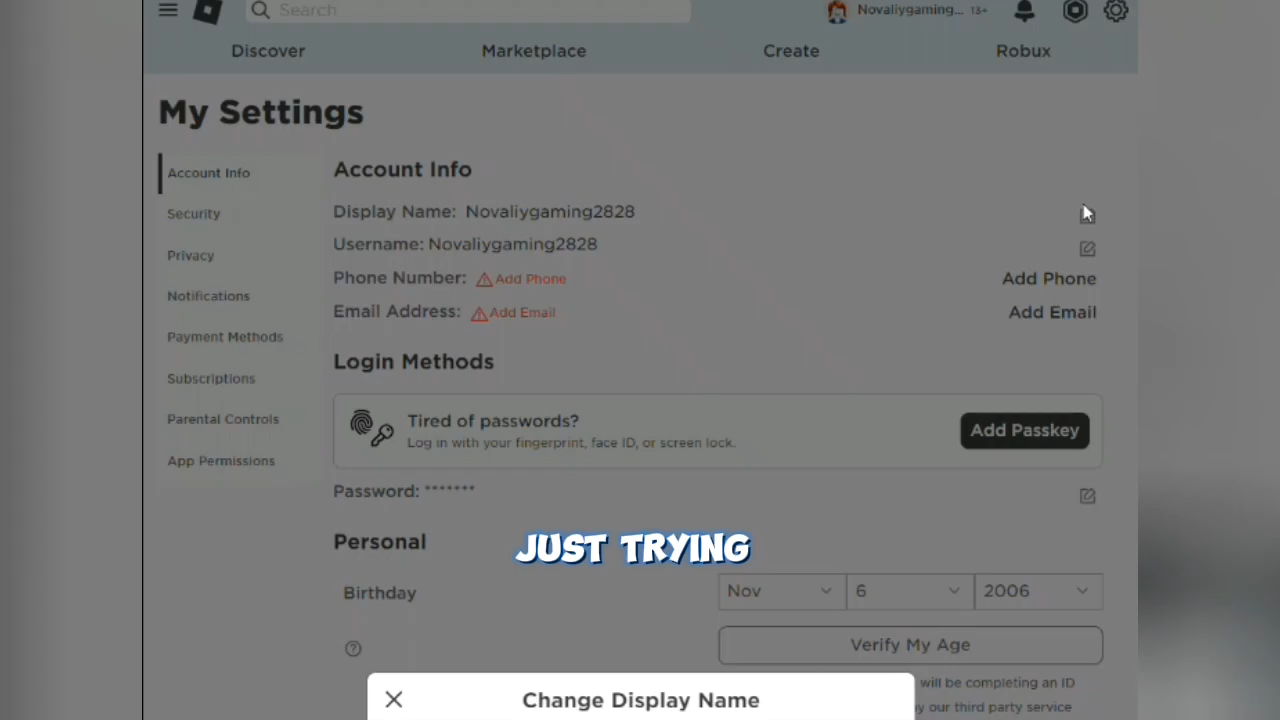 Search
Novaliygaming... 13+
Discover Marketplace Create Robux
My Settings
Account Info
Security
Privacy
Notifications
Payment Methods
Subscriptions
Parental Controls
App Permissions
Account Info
Display Name: Novaliygaming2828
Username: Novaliygaming2828
Phone Number: Add Phone Add Phone
Email Address: Add Email Add Email
Login Methods
Tired of passwords?
Log in with your fingerprint, face ID, or screen lock.
Add Passkey
Password: *******
Personal
JUST TRYING
Birthday Nov 6 2006
Verify My Age
will be completing an ID
our third party service
Change Display Name